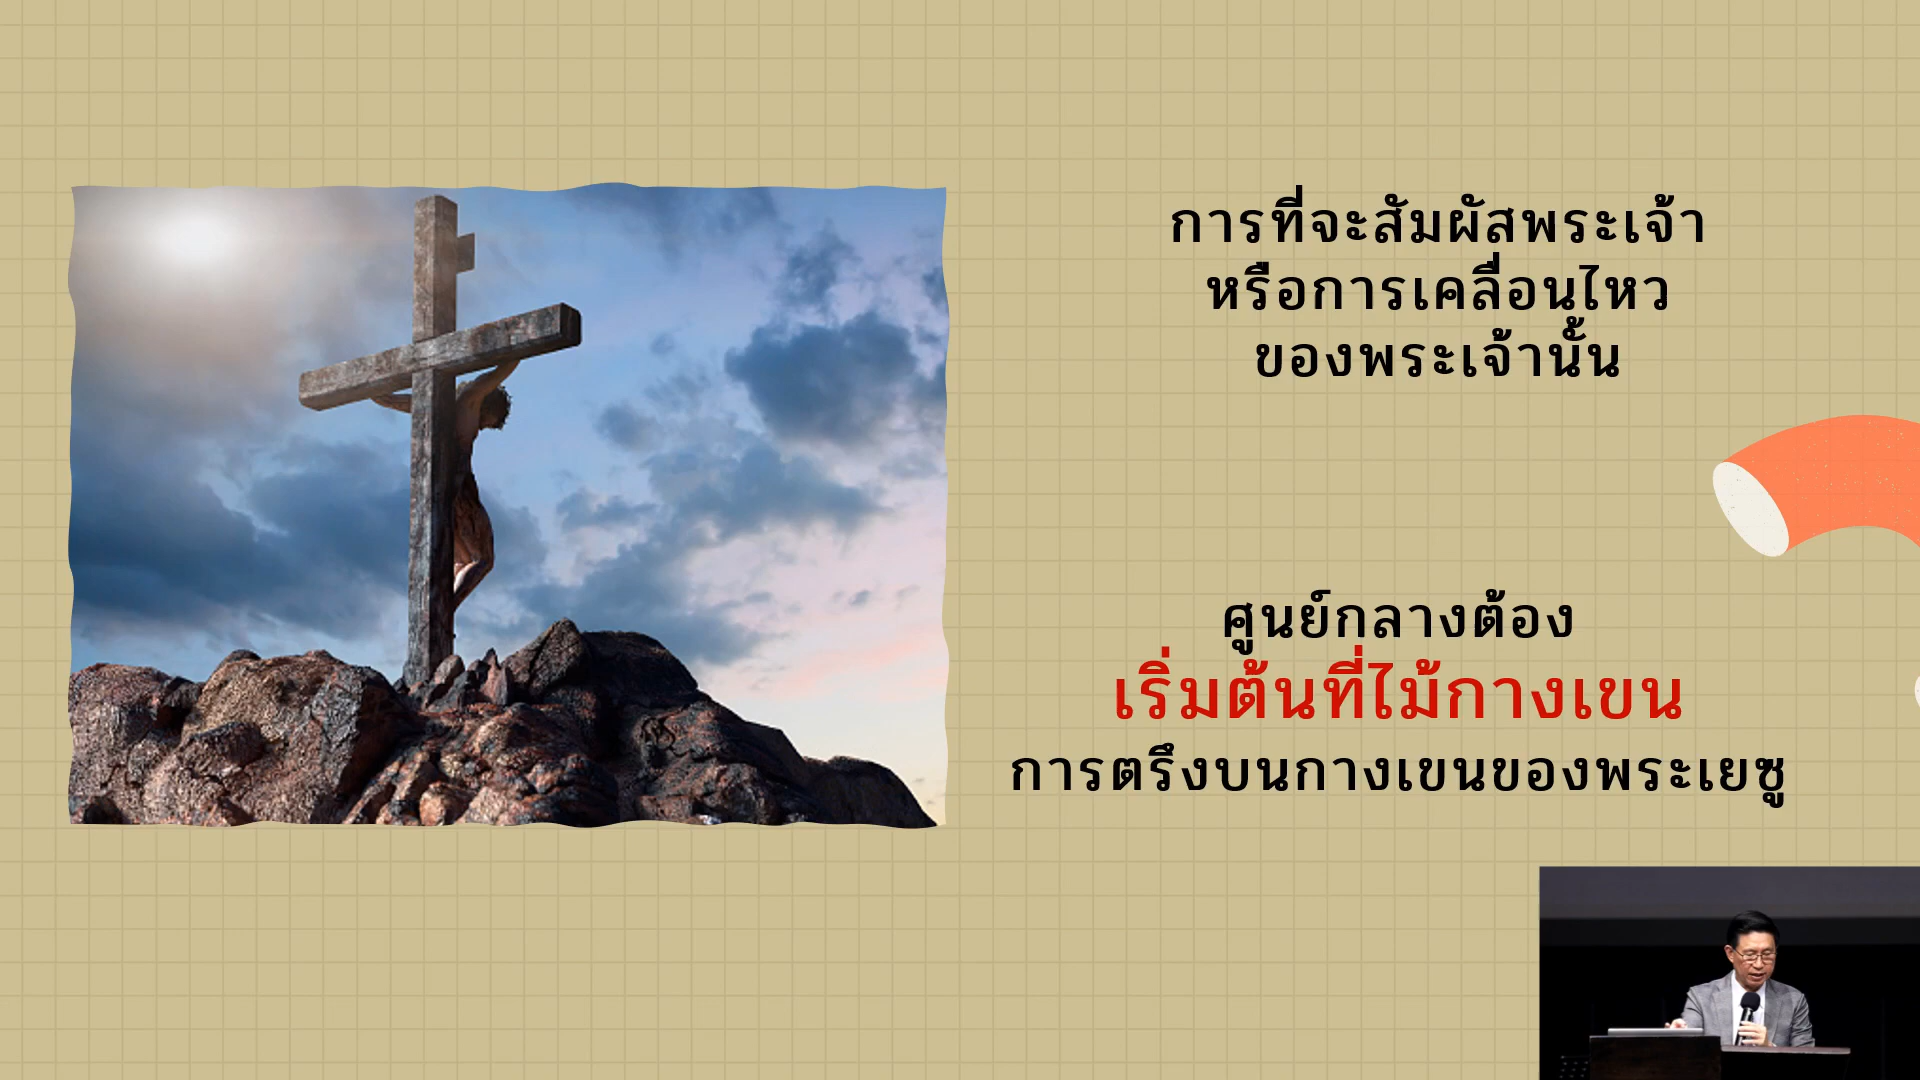 การที่จะสัมผัสพระเจ้า
หรือการเคลื่อนไหว
ของพระเจ้านั้น
ศูนย์กลางต้อง
เริ่มต้นที่ไม้กางเขน
การตรึงบนกางเขนของพระเยซู